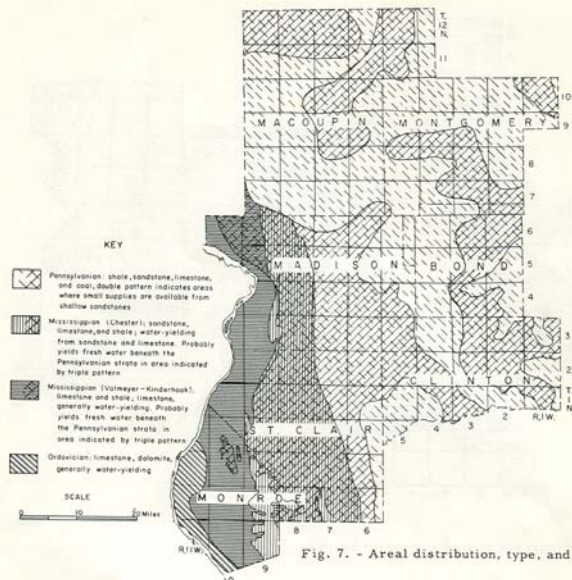 T.
12
N.
11
10
9
MACOUPIN MONTGOMERY
8
7
6
KEY
5
MADISON BOND
Pennsylvanian: shale, sandstone, limestone,
and coal, double pattern indicates areas
where small supplies are available from
shallow sandstones
4
3
Mississippian (Chester); sandstone,
limestone, and shale; water-yielding
from sandstone and limestone. Probably
yields fresh water beneath the
Pennsylvanian strata in area indicated
by triple pattern
2
CLINTON
T.
1
N.
R.1W.
2
3
4
5
Mississippian (Valmeyer-Kinderhook);
limestone and shale, limestone,
generally water-yielding. Probably
yields fresh water beneath
the Pennsylvanian strata in
area indicated by triple pattern
ST CLAIR
Ordovician: limestone, dolomite,
generally water-yielding
SCALE
0 10 20 Miles
MONROE
8 7 6
R.11W.
10
9
Fig. 7. - Areal distribution, type, and